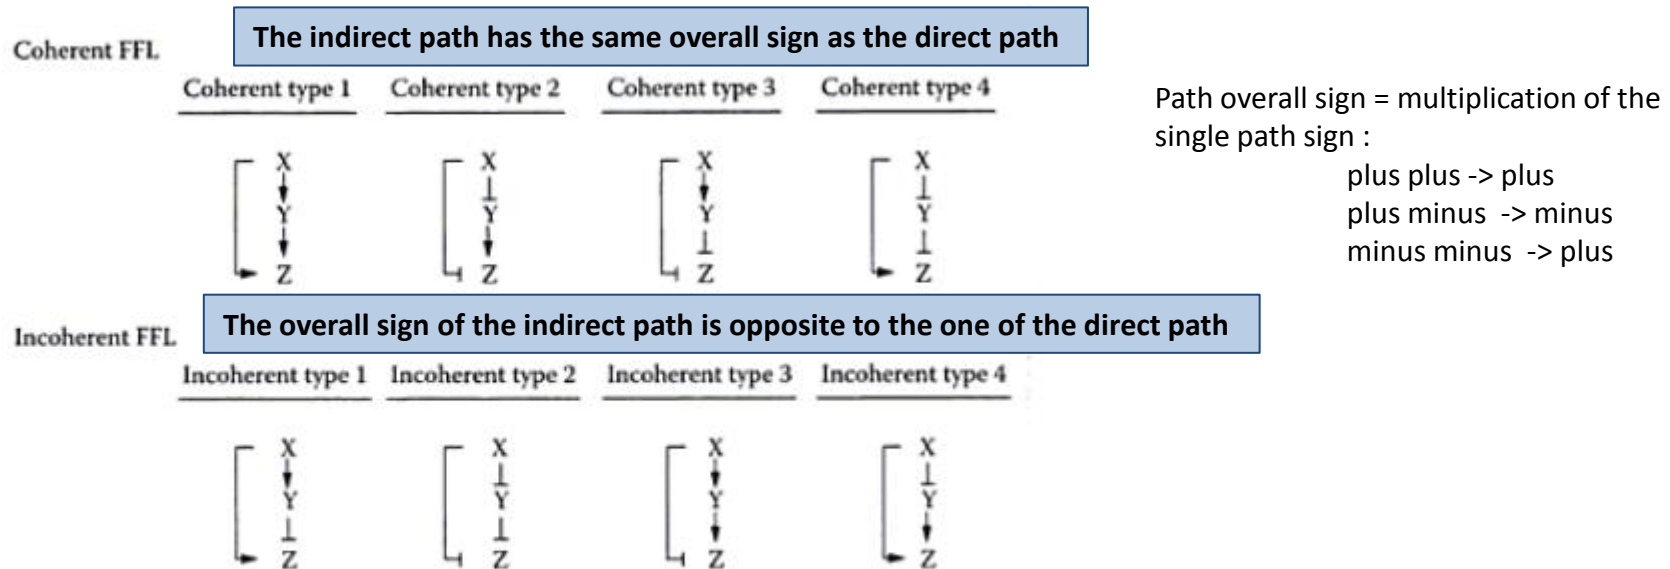 Coherent FFL
The indirect path has the same overall sign as the direct path
Coherent type 1 Coherent type 2 Coherent type 3 Coherent type 4
Path overall sign = multiplication of the
single path sign :
plus plus -> plus
plus minus -> minus
minus minus -> plus
X X X X
Y Y Y Y
Z Z Z Z
Incoherent FFL
The overall sign of the indirect path is opposite to the one of the direct path
Incoherent type 1 Incoherent type 2 Incoherent type 3 Incoherent type 4
X X X X
Y Y Y Y
Z Z Z Z